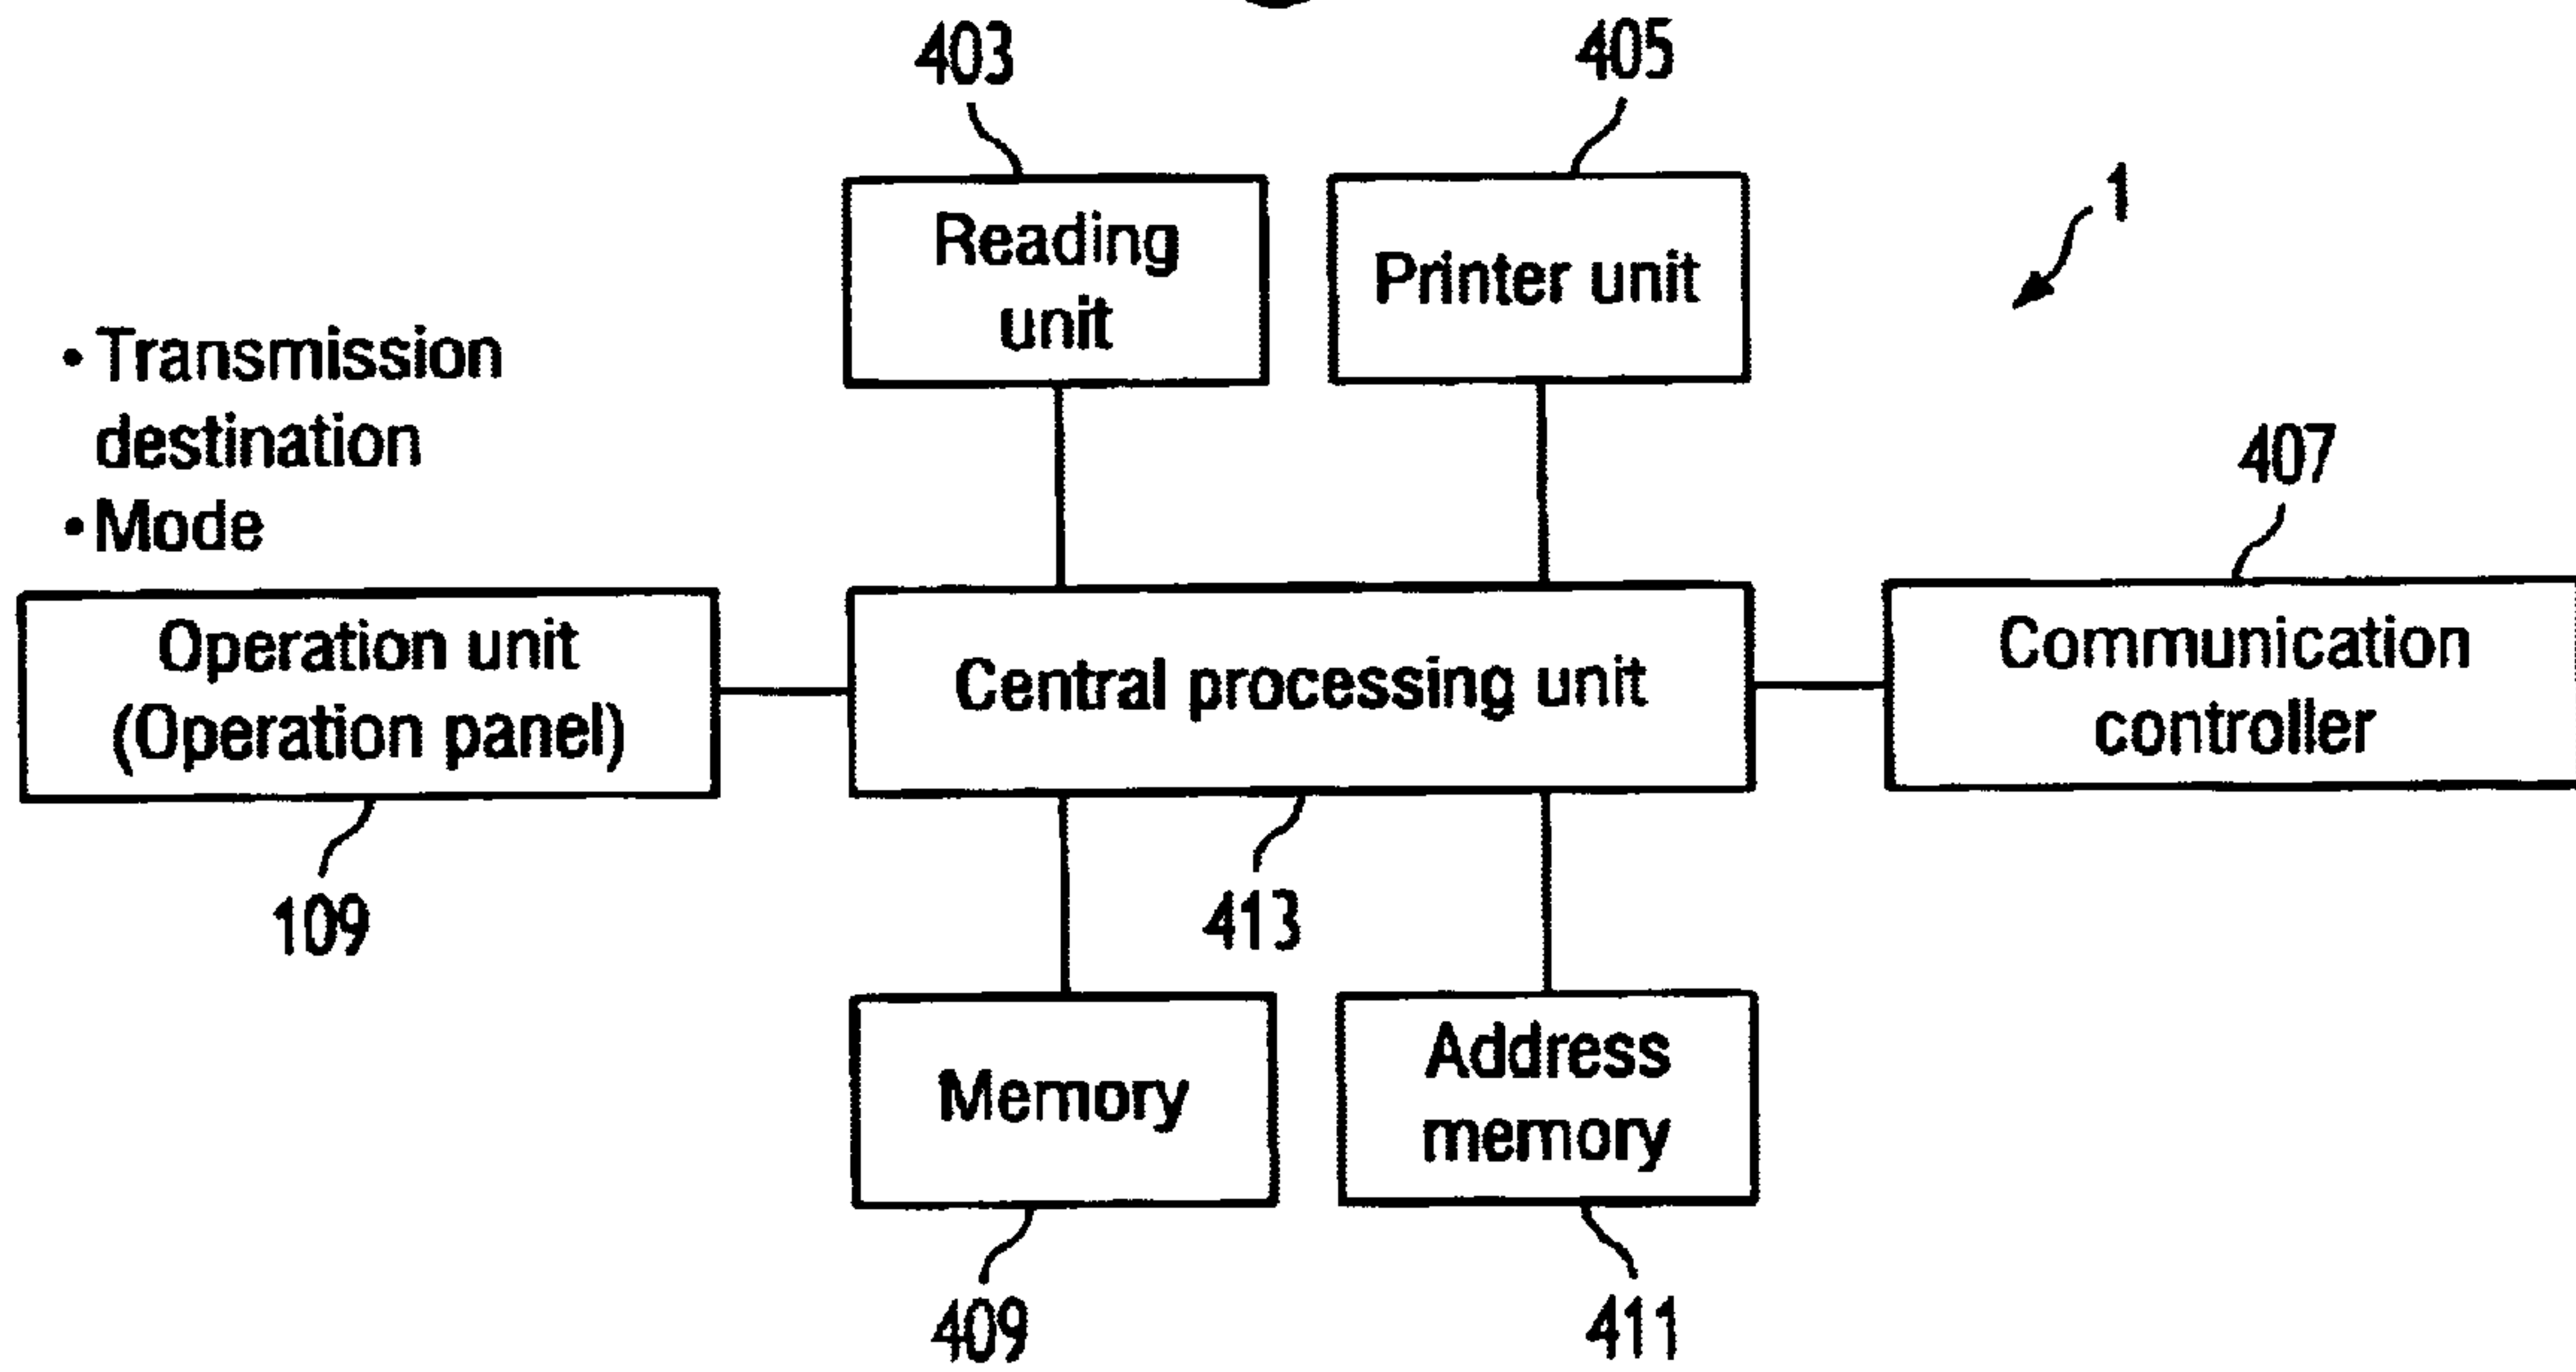 403
405
Reading
unit
Printer unit
1
• Transmission
destination
• Mode
407
Operation unit
(Operation panel)
Central processing unit
Communication
controller
109
413
Memory
Address
memory
409
411